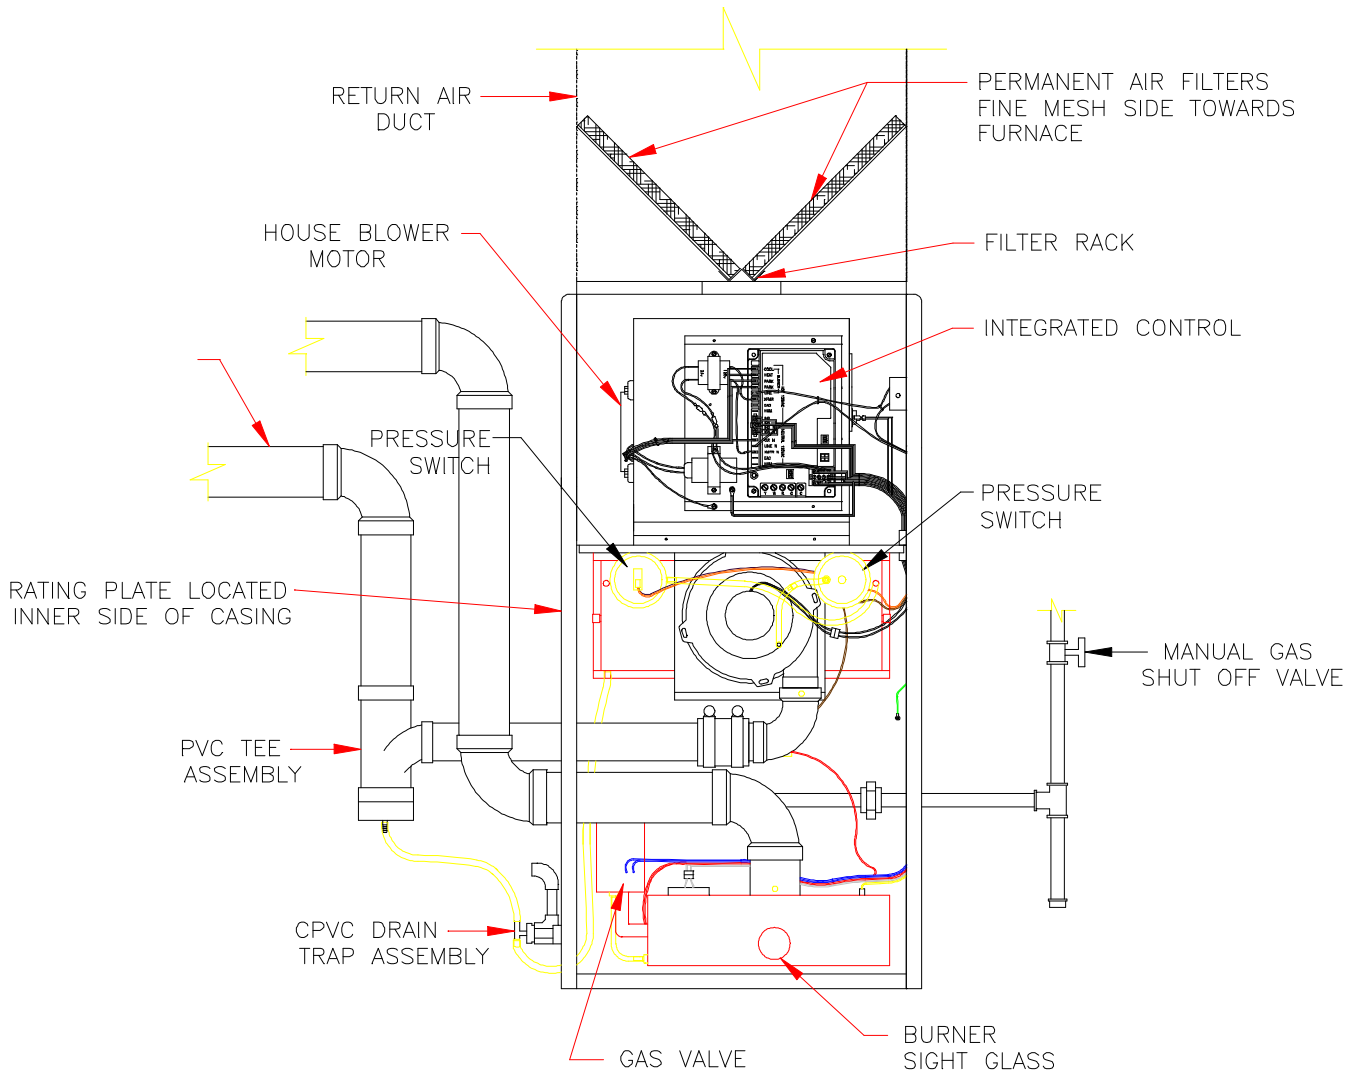 RETURN AIR
DUCT
PERMANENT AIR FILTERS
FINE MESH SIDE TOWARDS
FURNACE
HOUSE BLOWER
MOTOR
FILTER RACK
INTEGRATED CONTROL
PRESSURE
SWITCH
PRESSURE
SWITCH
RATING PLATE LOCATED
INNER SIDE OF CASING
MANUAL GAS
SHUT OFF VALVE
PVC TEE
ASSEMBLY
CPVC DRAIN
TRAP ASSEMBLY
GAS VALVE
BURNER
SIGHT GLASS